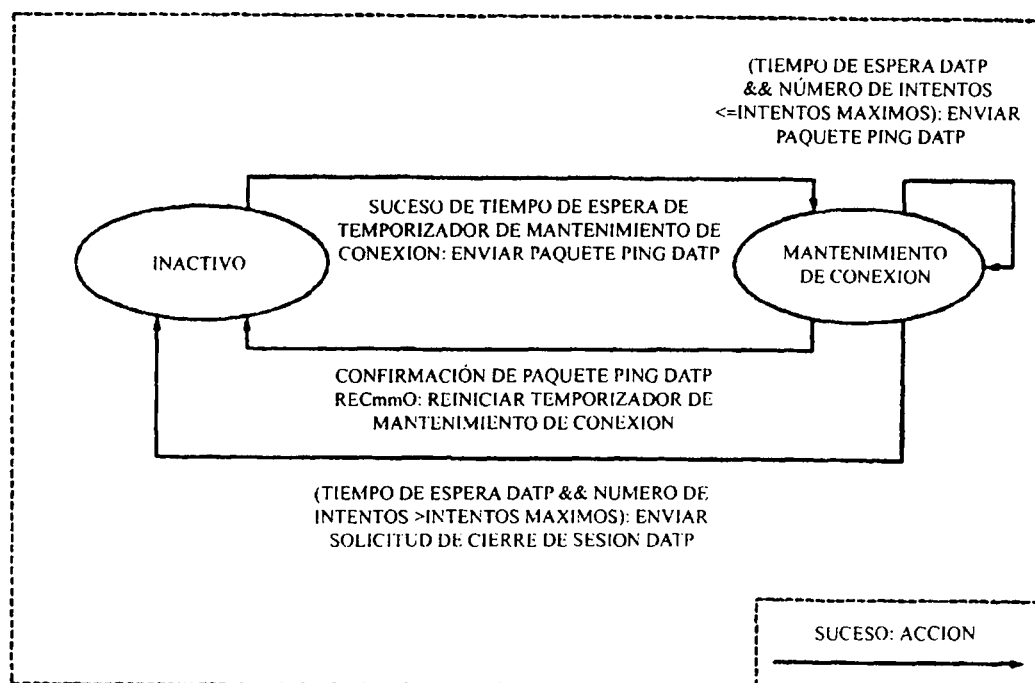 (TIEMPO DE ESPERA DATP
&& NÚMERO DE INTENTOS
<=INTENTOS MAXIMOS): ENVIAR
PAQUETE PING DATP
SUCESO DE TIEMPO DE ESPERA DE
TEMPORIZADOR DE MANTENIMIENTO DE
CONEXION: ENVIAR PAQUETE PING DATP
INACTIVO
MANTENIMIENTO
DE CONEXION
CONFIRMACIÓN DE PAQUETE PING DATP
RECmmO: REINICIAR TEMPORIZADOR DE
MANTENIMIENTO DE CONEXION
(TIEMPO DE ESPERA DATP && NUMERO DE
INTENTOS >INTENTOS MAXIMOS): ENVIAR
SOLICITUD DE CIERRE DE SESION DATP
SUCESO: ACCION